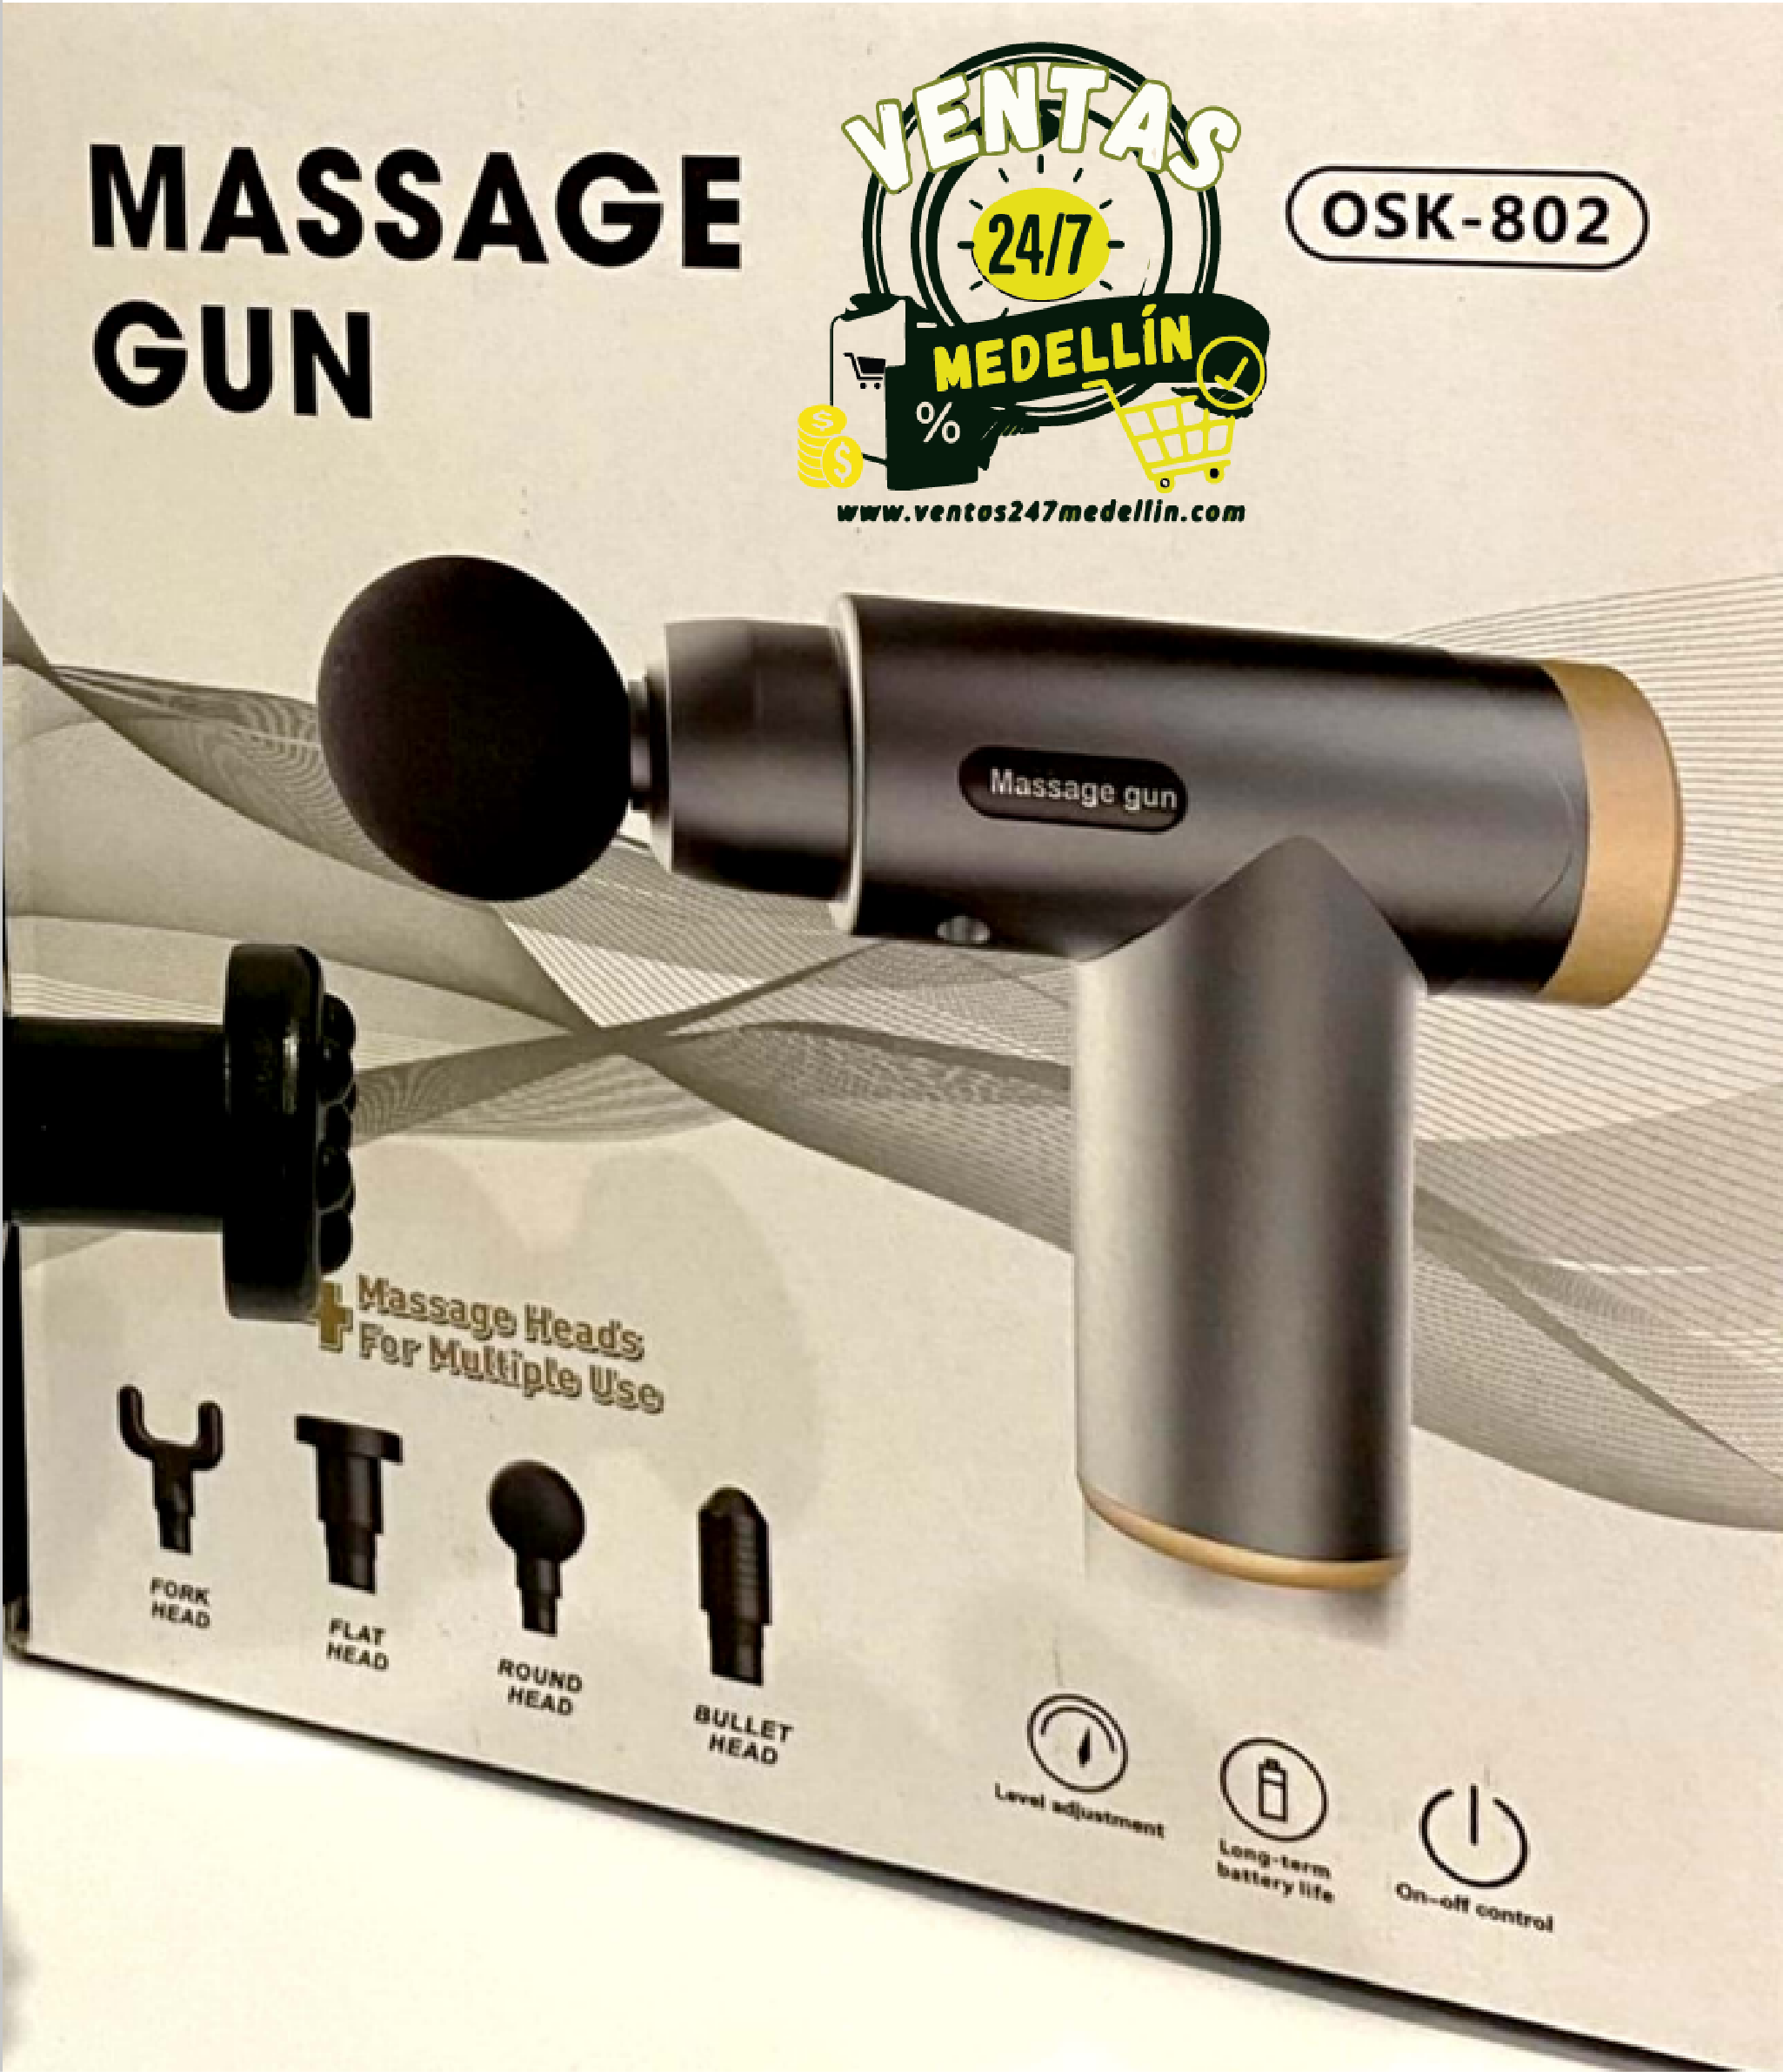 MASSAGE
GUN
VENTAS
24/7
MEDELLÍN
%
www.ventas247medellin.com
OSK-802
Massage gun
Massage Heads
For Multiple Use
FORK
HEAD
FLAT
HEAD
ROUND
HEAD
BULLET
HEAD
Level adjustment
Long-term
battery life
On-off control